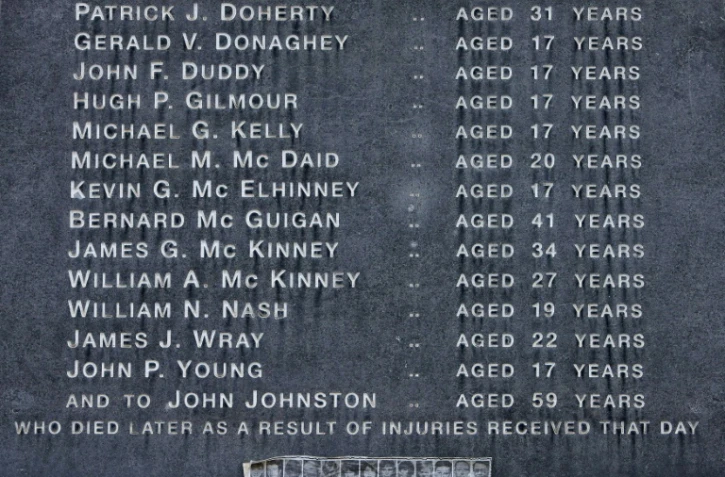 PATRICK J. DOHERTY .. AGED 31 YEARS
GERALD V. DONAGHEY .. AGED 17 YEARS
JOHN F. DUDDY .. AGED 17 YEARS
HUGH P. GILMOUR .. AGED 17 YEARS
MICHAEL G. KELLY .. AGED 17 YEARS
MICHAEL M. Mc DAID .. AGED 20 YEARS
KEVIN G. Mc ELHINNEY .. AGED 17 YEARS
BERNARD Mc GUIGAN .. AGED 41 YEARS
JAMES G. Mc KINNEY .. AGED 34 YEARS
WILLIAM A. Mc KINNEY .. AGED 27 YEARS
WILLIAM N. NASH .. AGED 19 YEARS
JAMES J. WRAY .. AGED 22 YEARS
JOHN P. YOUNG .. AGED 17 YEARS
AND TO JOHN JOHNSTON .. AGED 59 YEARS
WHO DIED LATER AS A RESULT OF INJURIES RECEIVED THAT DAY